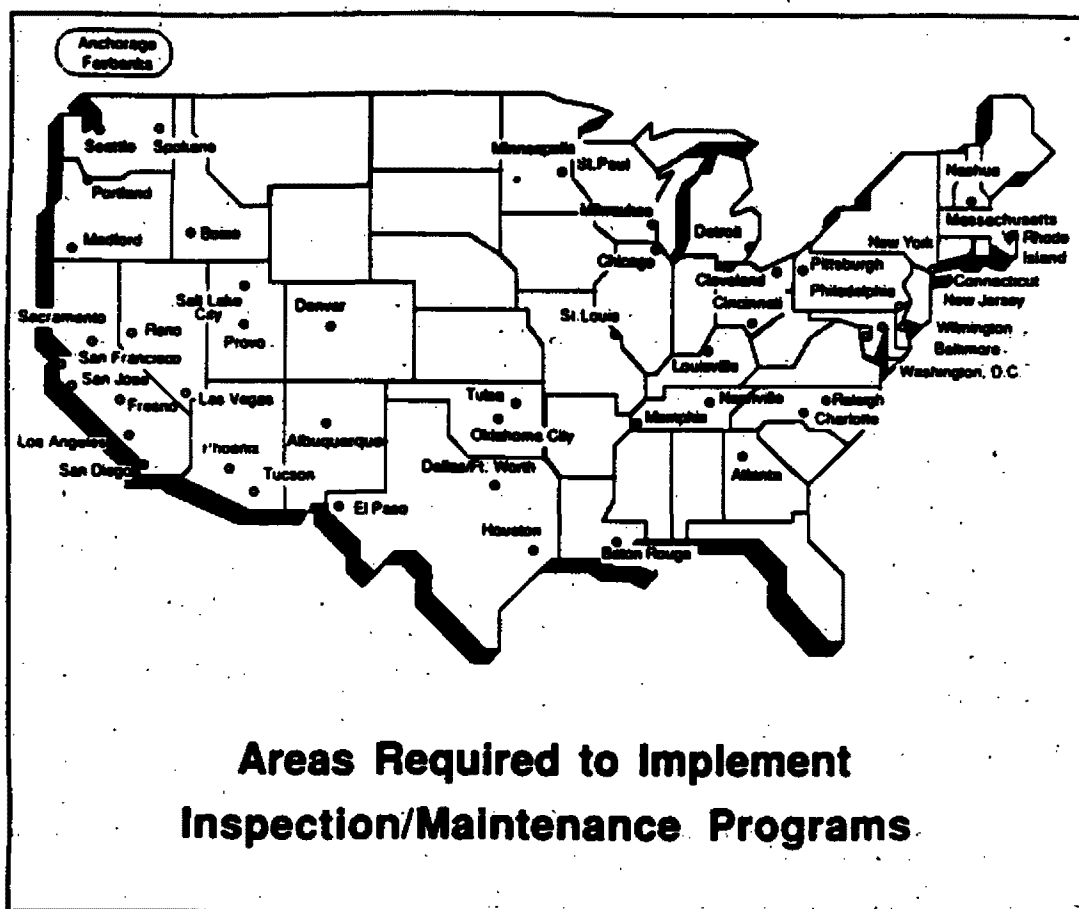 Anchorage
Fairbanks
Seattle
Spokane
Minneapolis
St. Paul
Portland
Nashua
Medford
Boise
Milwaukee
Detroit
Massachusetts
New York
Rhode
Island
Chicago
Cleveland
Pittsburgh
Connecticut
Salt Lake
City
Denver
Cincinnati
Philadelphia
New Jersey
Sacramento
Reno
Provo
St. Louis
Wilmington
Baltimore
San Francisco
Louisville
Washington, D.C.
San Jose
Fresno
Las Vegas
Tulsa
Nashville
Raleigh
Memphis
Charlotte
Los Angeles
Albuquerque
Oklahoma City
Phoenix
San Diego
Tucson
Dallas/Ft. Worth
Atlanta
El Paso
Houston
Baton Rouge
Areas Required to Implement
Inspection/Maintenance Programs